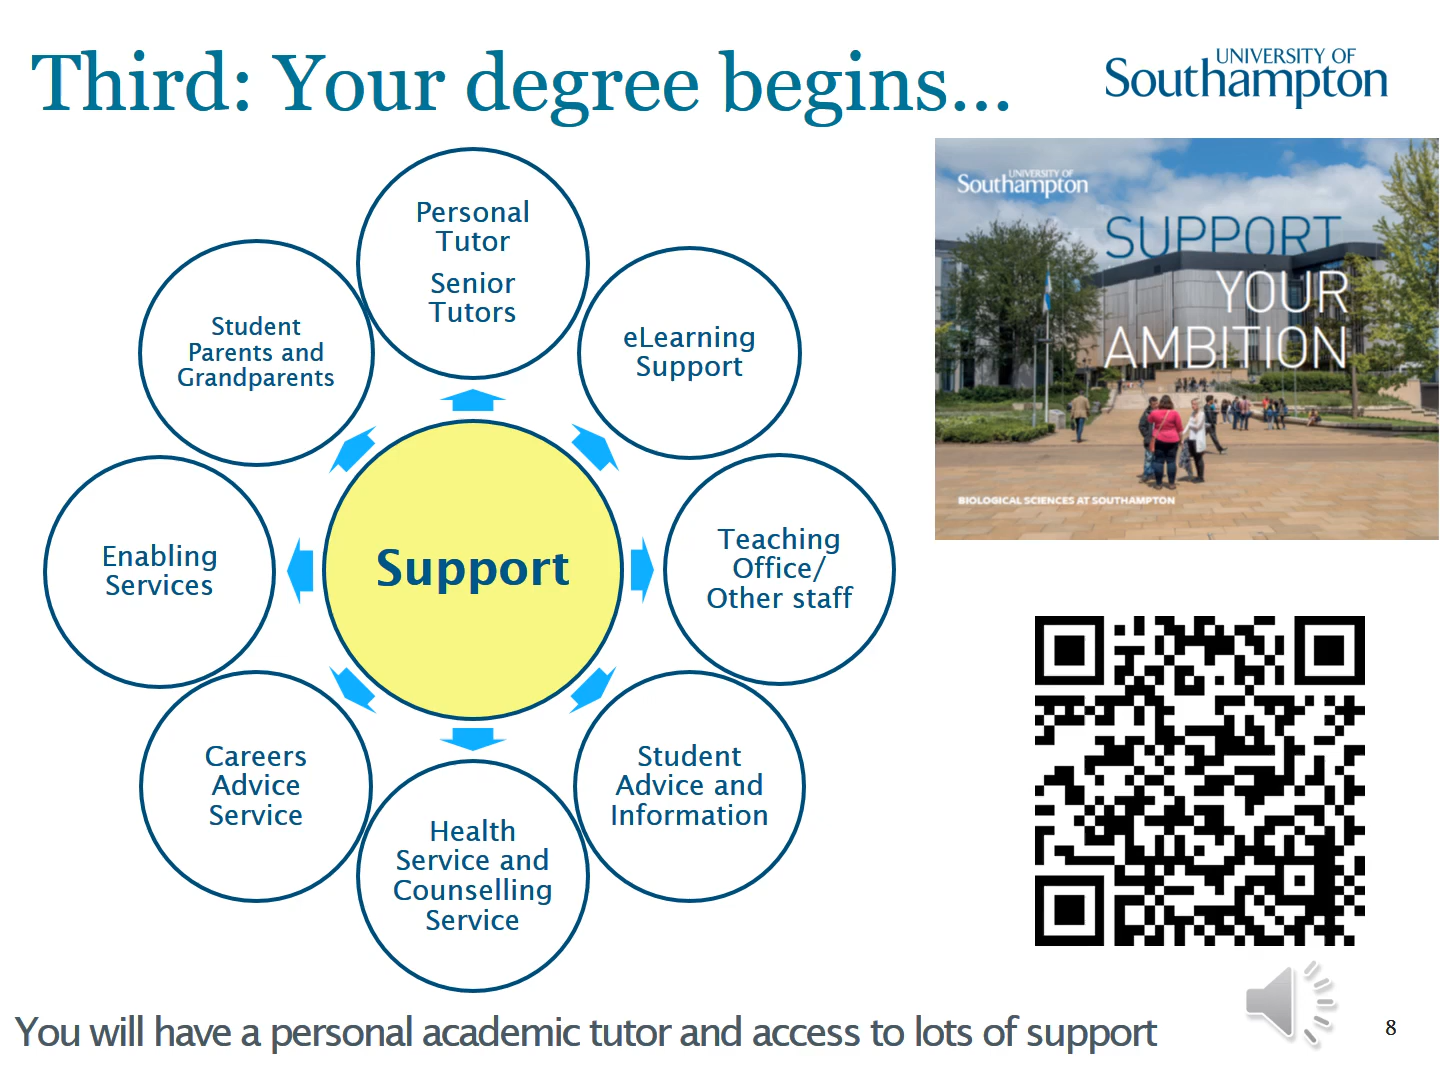 Third: Your degree begins...
UNIVERSITY OF
Southampton
Personal
Tutor
Senior
Tutors
eLearning
Support
Teaching
Office/
Other staff
Student
Advice and
Information
Health
Service and
Counselling
Service
Careers
Advice
Service
Enabling
Services
Student
Parents and
Grandparents
Support
UNIVERSITY OF
Southampton
SUPPORT
YOUR
AMBITION
BIOLOGICAL SCIENCES AT SOUTHAMPTON
You will have a personal academic tutor and access to lots of support
8